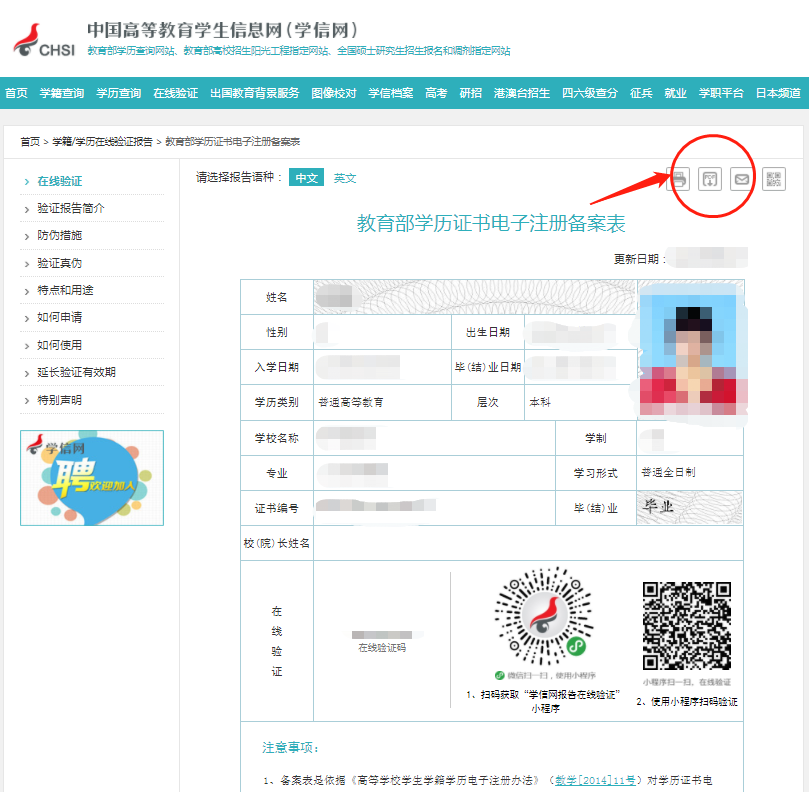 中国高等教育学生信息网(学信网)
CHSI
教育部学历查询网站、教育部高校招生阳光工程指定网站、全国硕士研究生招生报名和调剂指定网站
首页 学籍查询 学历查询 在线验证 出国教育背景服务 图像校对 学信档案 高考 研招 港澳台招生 四六级查分 征兵 就业 学职平台 日本频道
首页 > 学籍/学历在线验证报告 > 教育部学历证书电子注册备案表
在线验证
验证报告简介
防伪措施
验证真伪
特点和用途
如何申请
如何使用
延长验证有效期
特别声明
学信网
聘 欢迎加入
请选择报告语种： 中文 英文
PDF
教育部学历证书电子注册备案表
更新日期：
姓名
性别 出生日期
入学日期 毕(结)业日期
学历类别 普通高等教育 层次 本科
学校名称 学制
专业 学习形式 普通全日制
证书编号 毕(结)业 毕业
校(院)长姓名
在
线
验
证
在线验证码
微信扫一扫，使用小程序
1、扫码获取“学信网报告在线验证”
小程序
小程序扫一扫，在线验证
2、使用小程序扫码验证
注意事项：
1、备案表是依据《高等学校学生学籍学历电子注册办法》（教学[2014]11号）对学历证书电